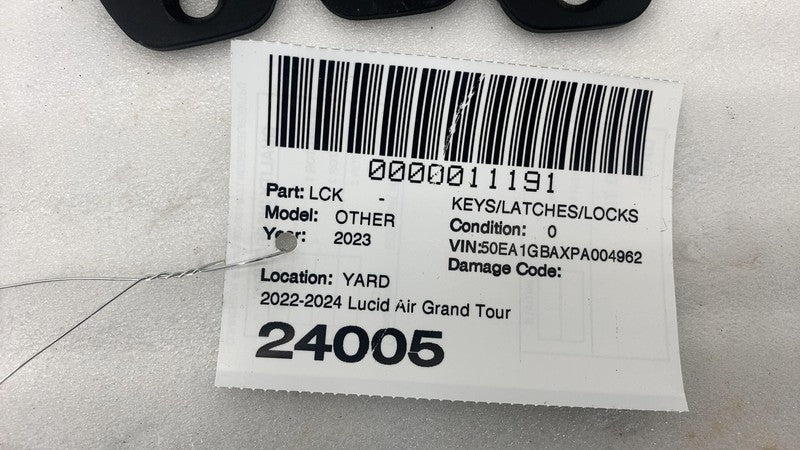 0000011191
Part: LCK -
KEYS/LATCHES/LOCKS
Model: OTHER
Condition: 0
Year: 2023
VIN:50EA1GBAXPA004962
Damage Code:
Location: YARD
2022-2024 Lucid Air Grand Tour
24005